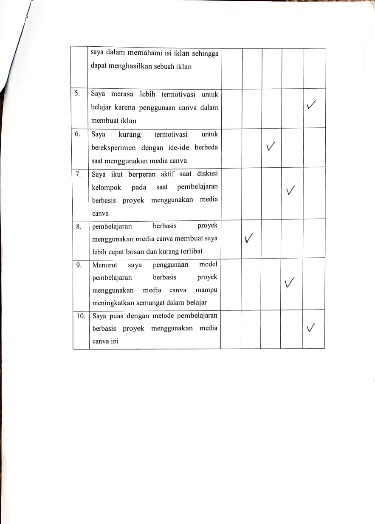 saya dalam memahami isi iklan sehingga
dapat menghasilkan sebuah iklan
5. Saya merasa lebih termotivasi untuk
belajar karena penggunaan canva dalam
membuat iklan
6. Saya kurang termotivasi untuk
bereksperimen dengan ide-ide berbeda
saat menggunakan media canva
7. Saya ikut berperan aktif saat diskusi
kelompok pada saat pembelajaran
berbasis proyek menggunakan media
canva
8. pembelajaran berbasis proyek
menggunakan media canva membuat saya
lebih cepat bosan dan kurang terlibat
9. Menurut saya penggunaan model
pembelajaran berbasis proyek
menggunakan media canva mampu
meningkatkan semangat dalam belajar
10. Saya puas dengan metode pembelajaran
berbasis proyek menggunakan media
canva ini